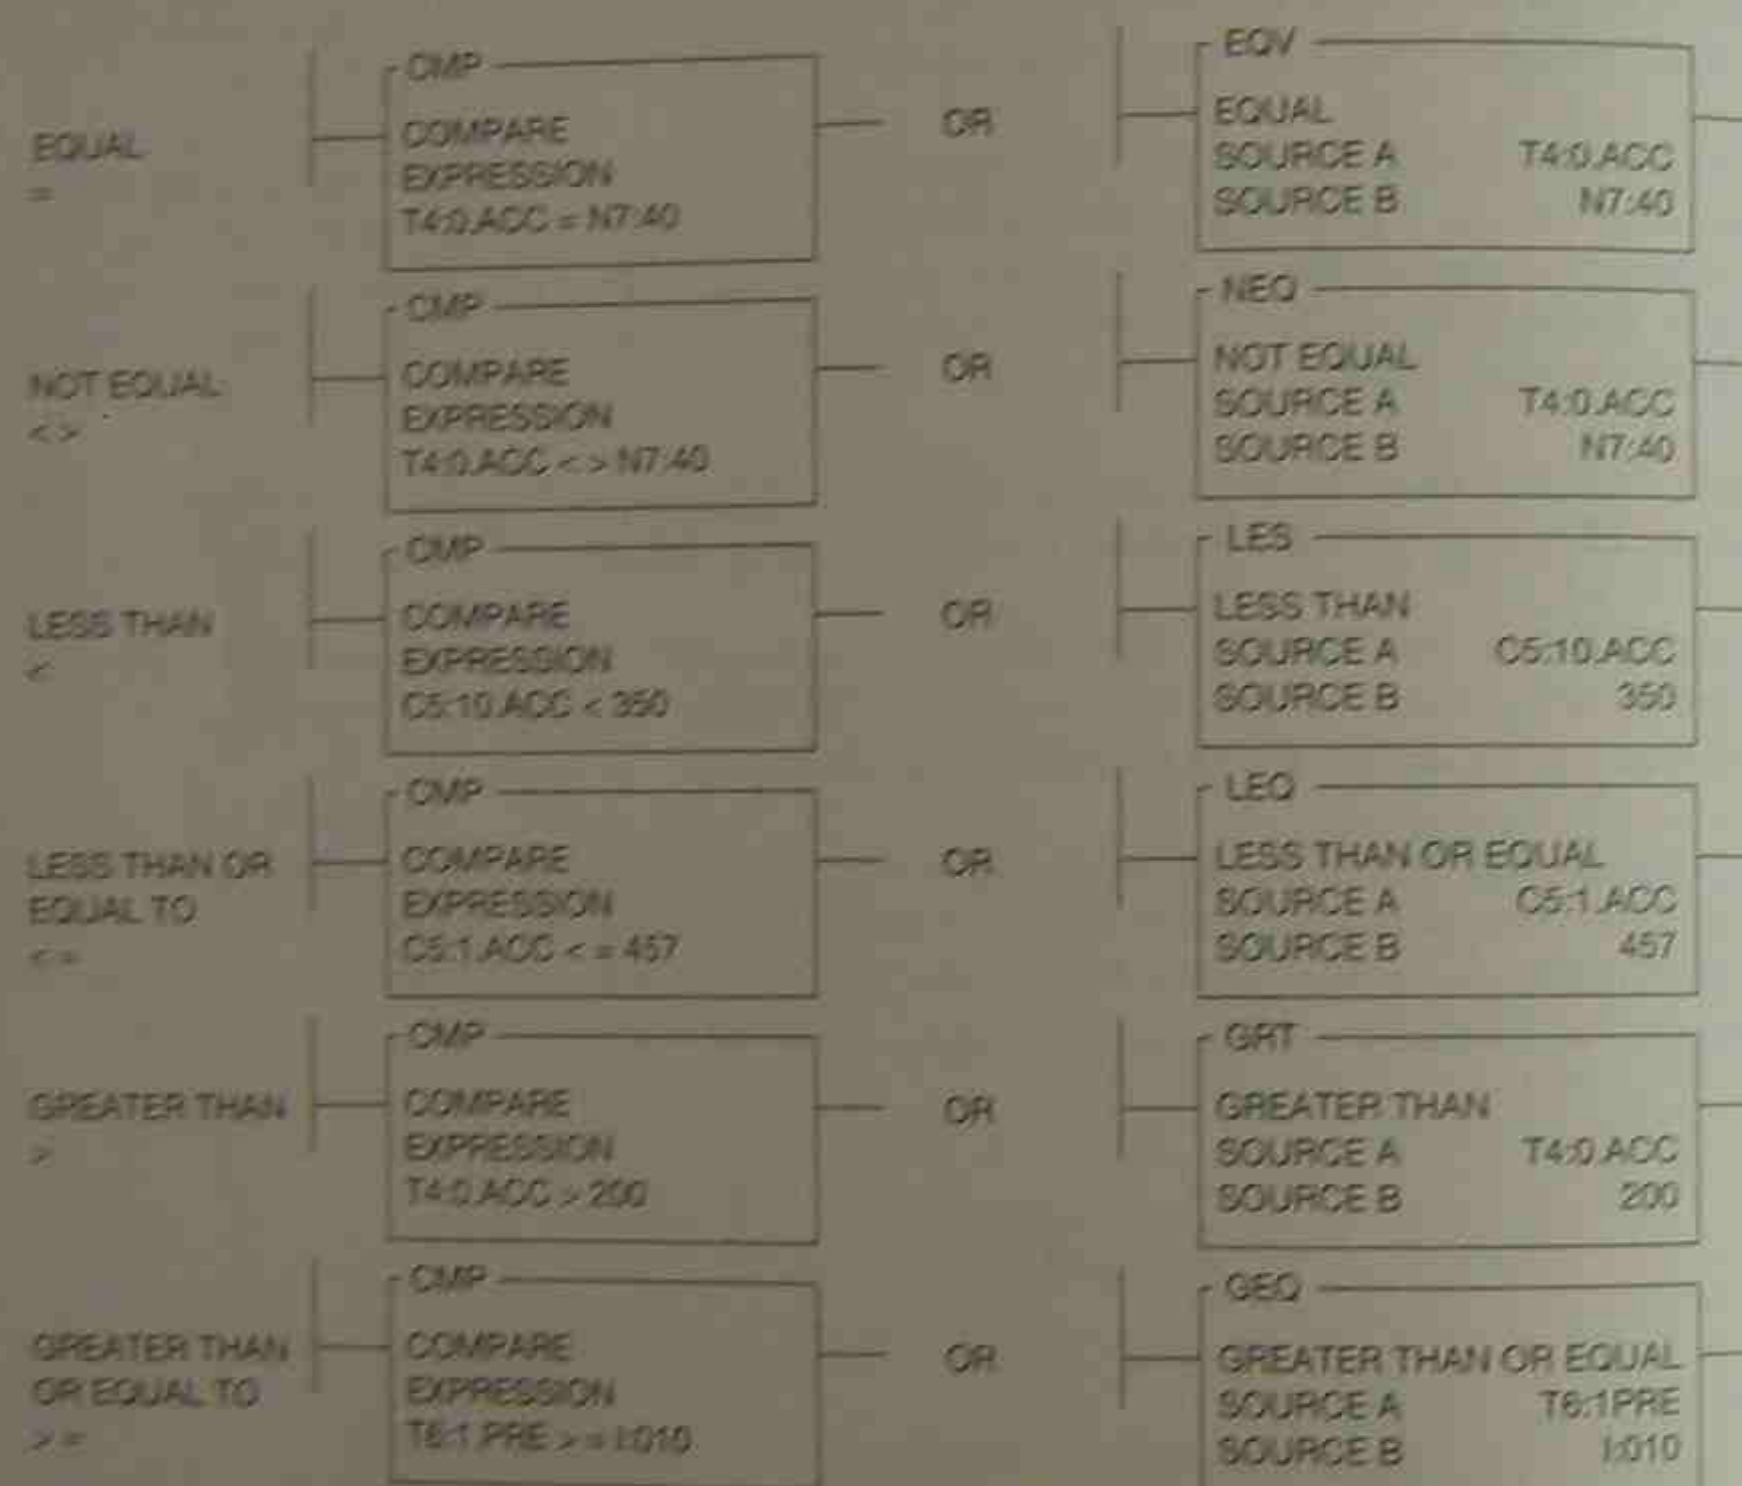 EQUAL
=
CMP
COMPARE
EXPRESSION
T4:0.ACC = N7:40
OR
EQV
EQUAL
SOURCE A T4:0.ACC
SOURCE B N7:40
NOT EQUAL
< >
CMP
COMPARE
EXPRESSION
T4:0.ACC < > N7:40
OR
NEQ
NOT EQUAL
SOURCE A T4:0.ACC
SOURCE B N7:40
LESS THAN
<
CMP
COMPARE
EXPRESSION
C5:10.ACC < 350
OR
LES
LESS THAN
SOURCE A C5:10.ACC
SOURCE B 350
LESS THAN OR
EQUAL TO
< =
CMP
COMPARE
EXPRESSION
C5:1.ACC < = 457
OR
LEQ
LESS THAN OR EQUAL
SOURCE A C5:1.ACC
SOURCE B 457
GREATER THAN
>
CMP
COMPARE
EXPRESSION
T4:0.ACC > 200
OR
GRT
GREATER THAN
SOURCE A T4:0.ACC
SOURCE B 200
GREATER THAN
OR EQUAL TO
> =
CMP
COMPARE
EXPRESSION
T6:1.PRE > = I:010
OR
GEQ
GREATER THAN OR EQUAL
SOURCE A T6:1PRE
SOURCE B I:010